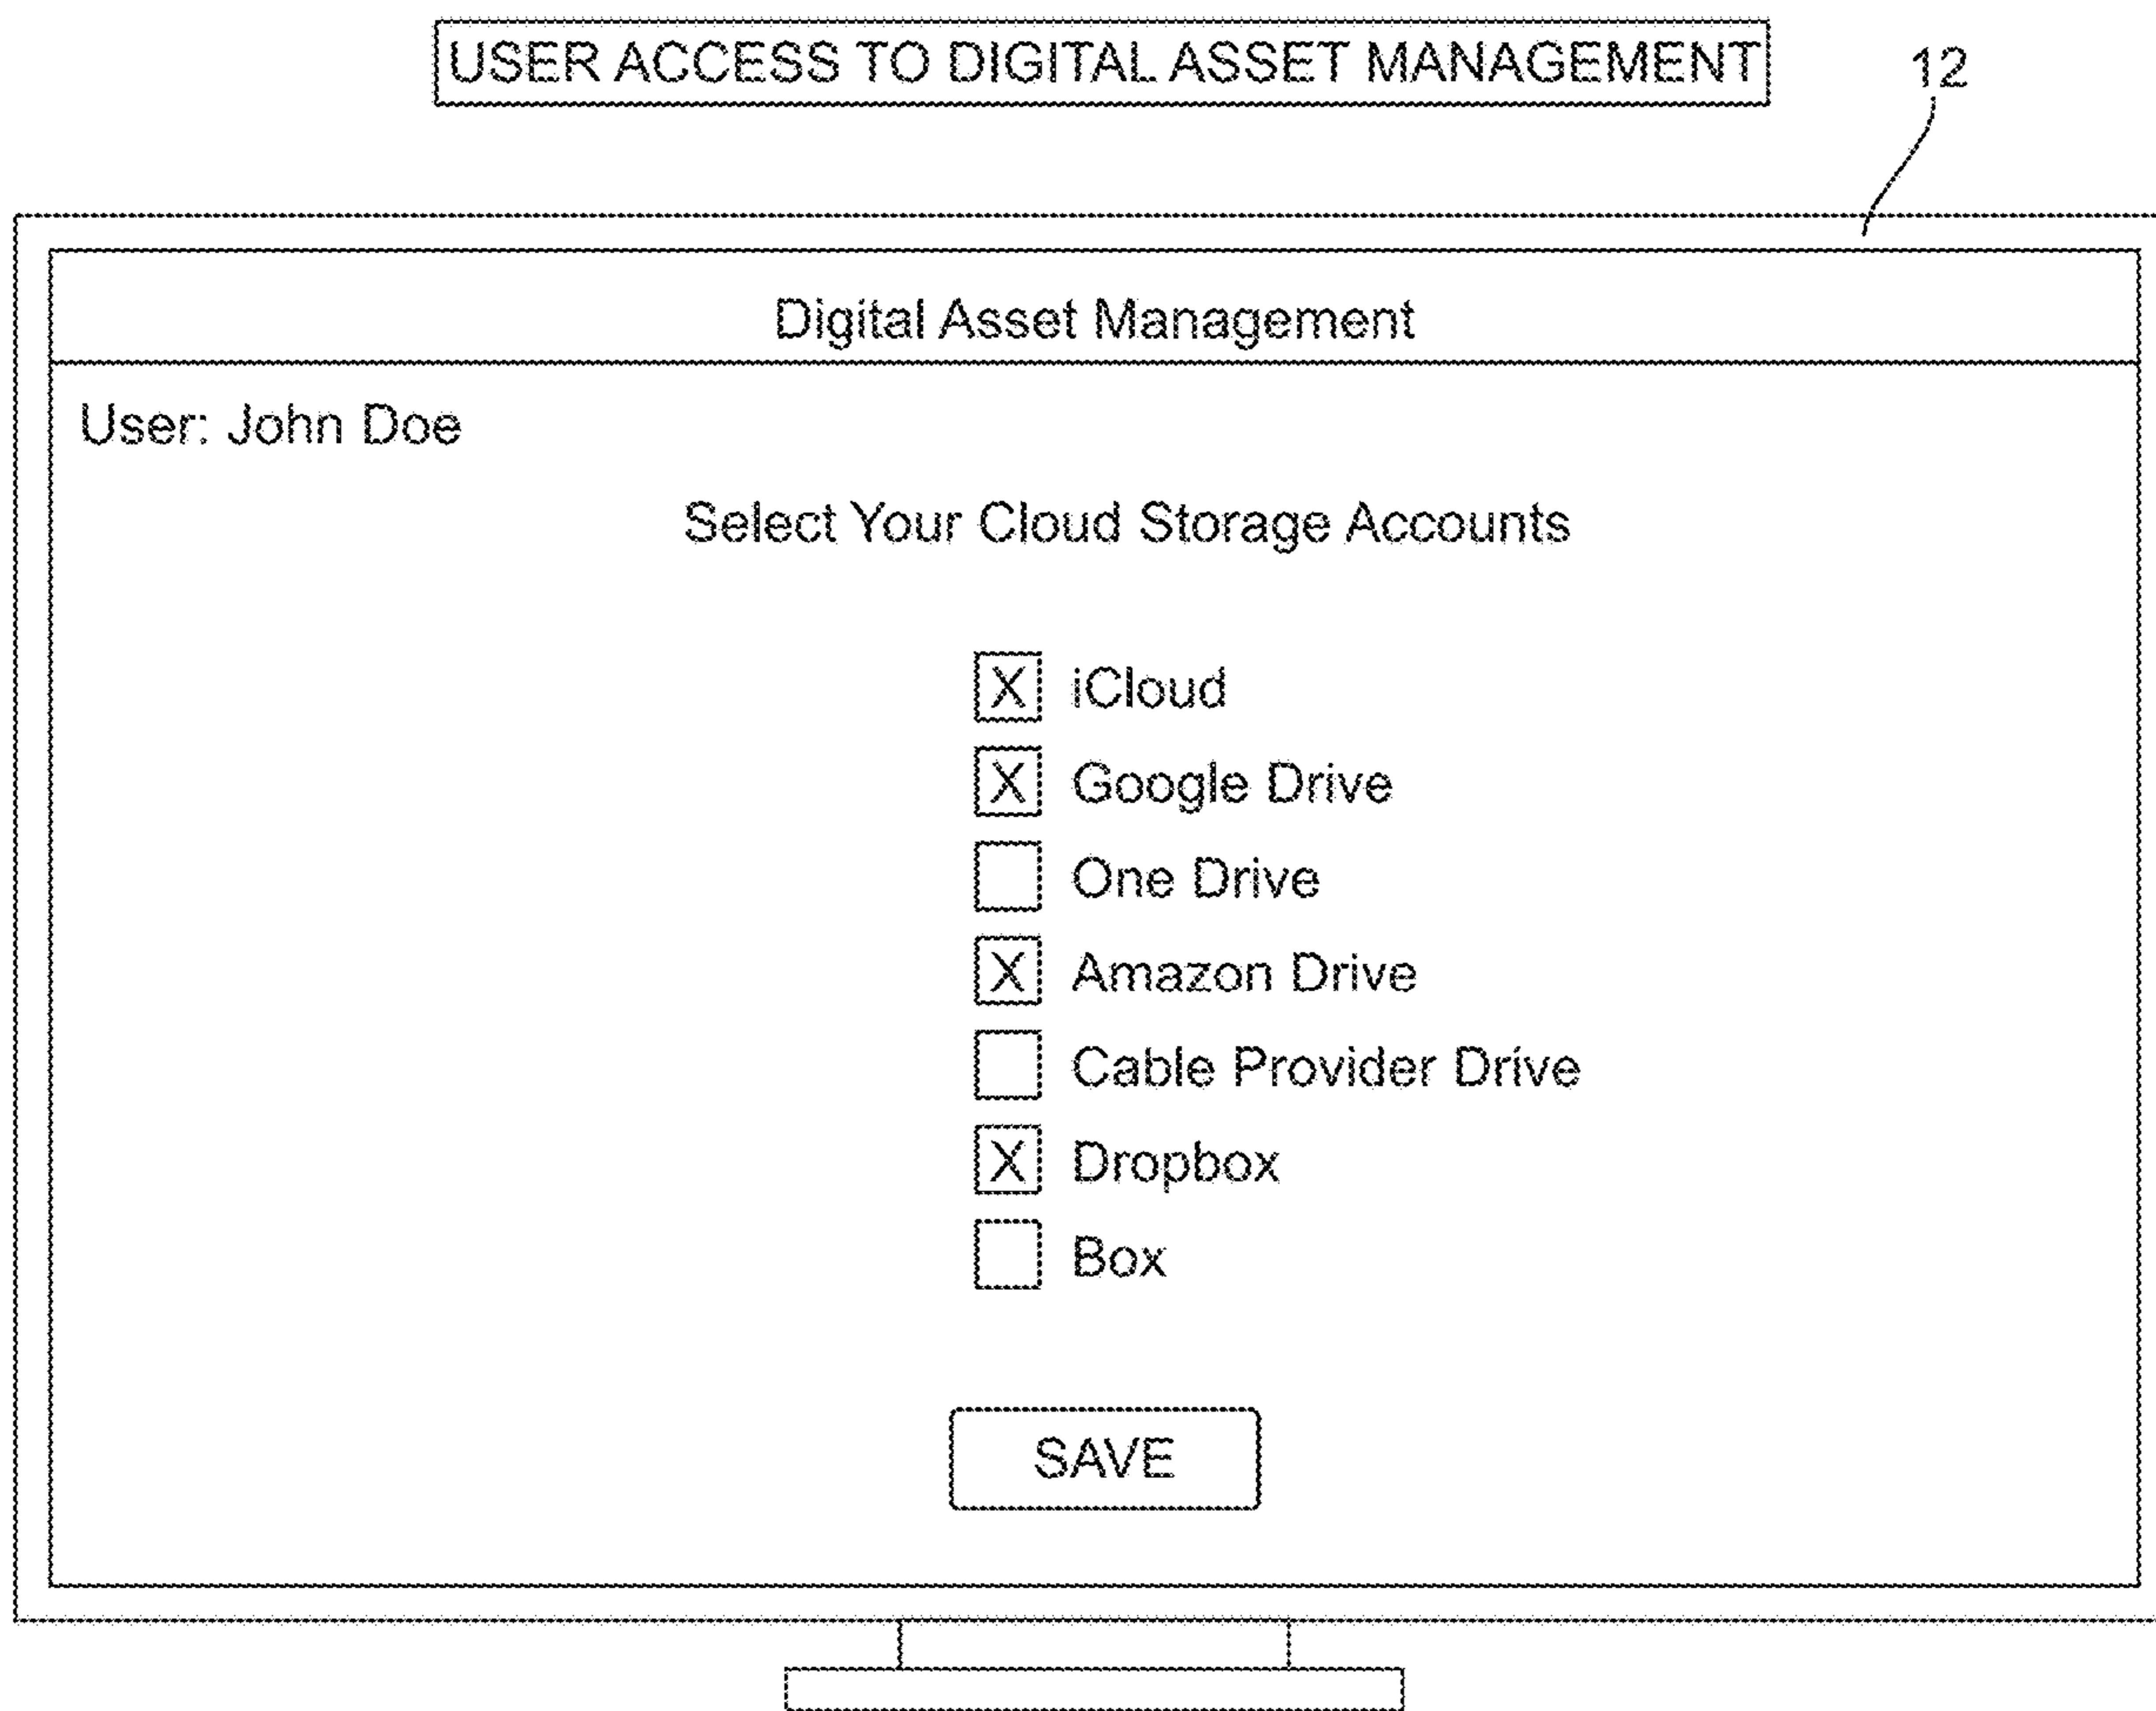 USER ACCESS TO DIGITAL ASSET MANAGEMENT
12
Digital Asset Management
User: John Doe
Select Your Cloud Storage Accounts
X iCloud
X Google Drive
One Drive
X Amazon Drive
Cable Provider Drive
X Dropbox
Box
SAVE